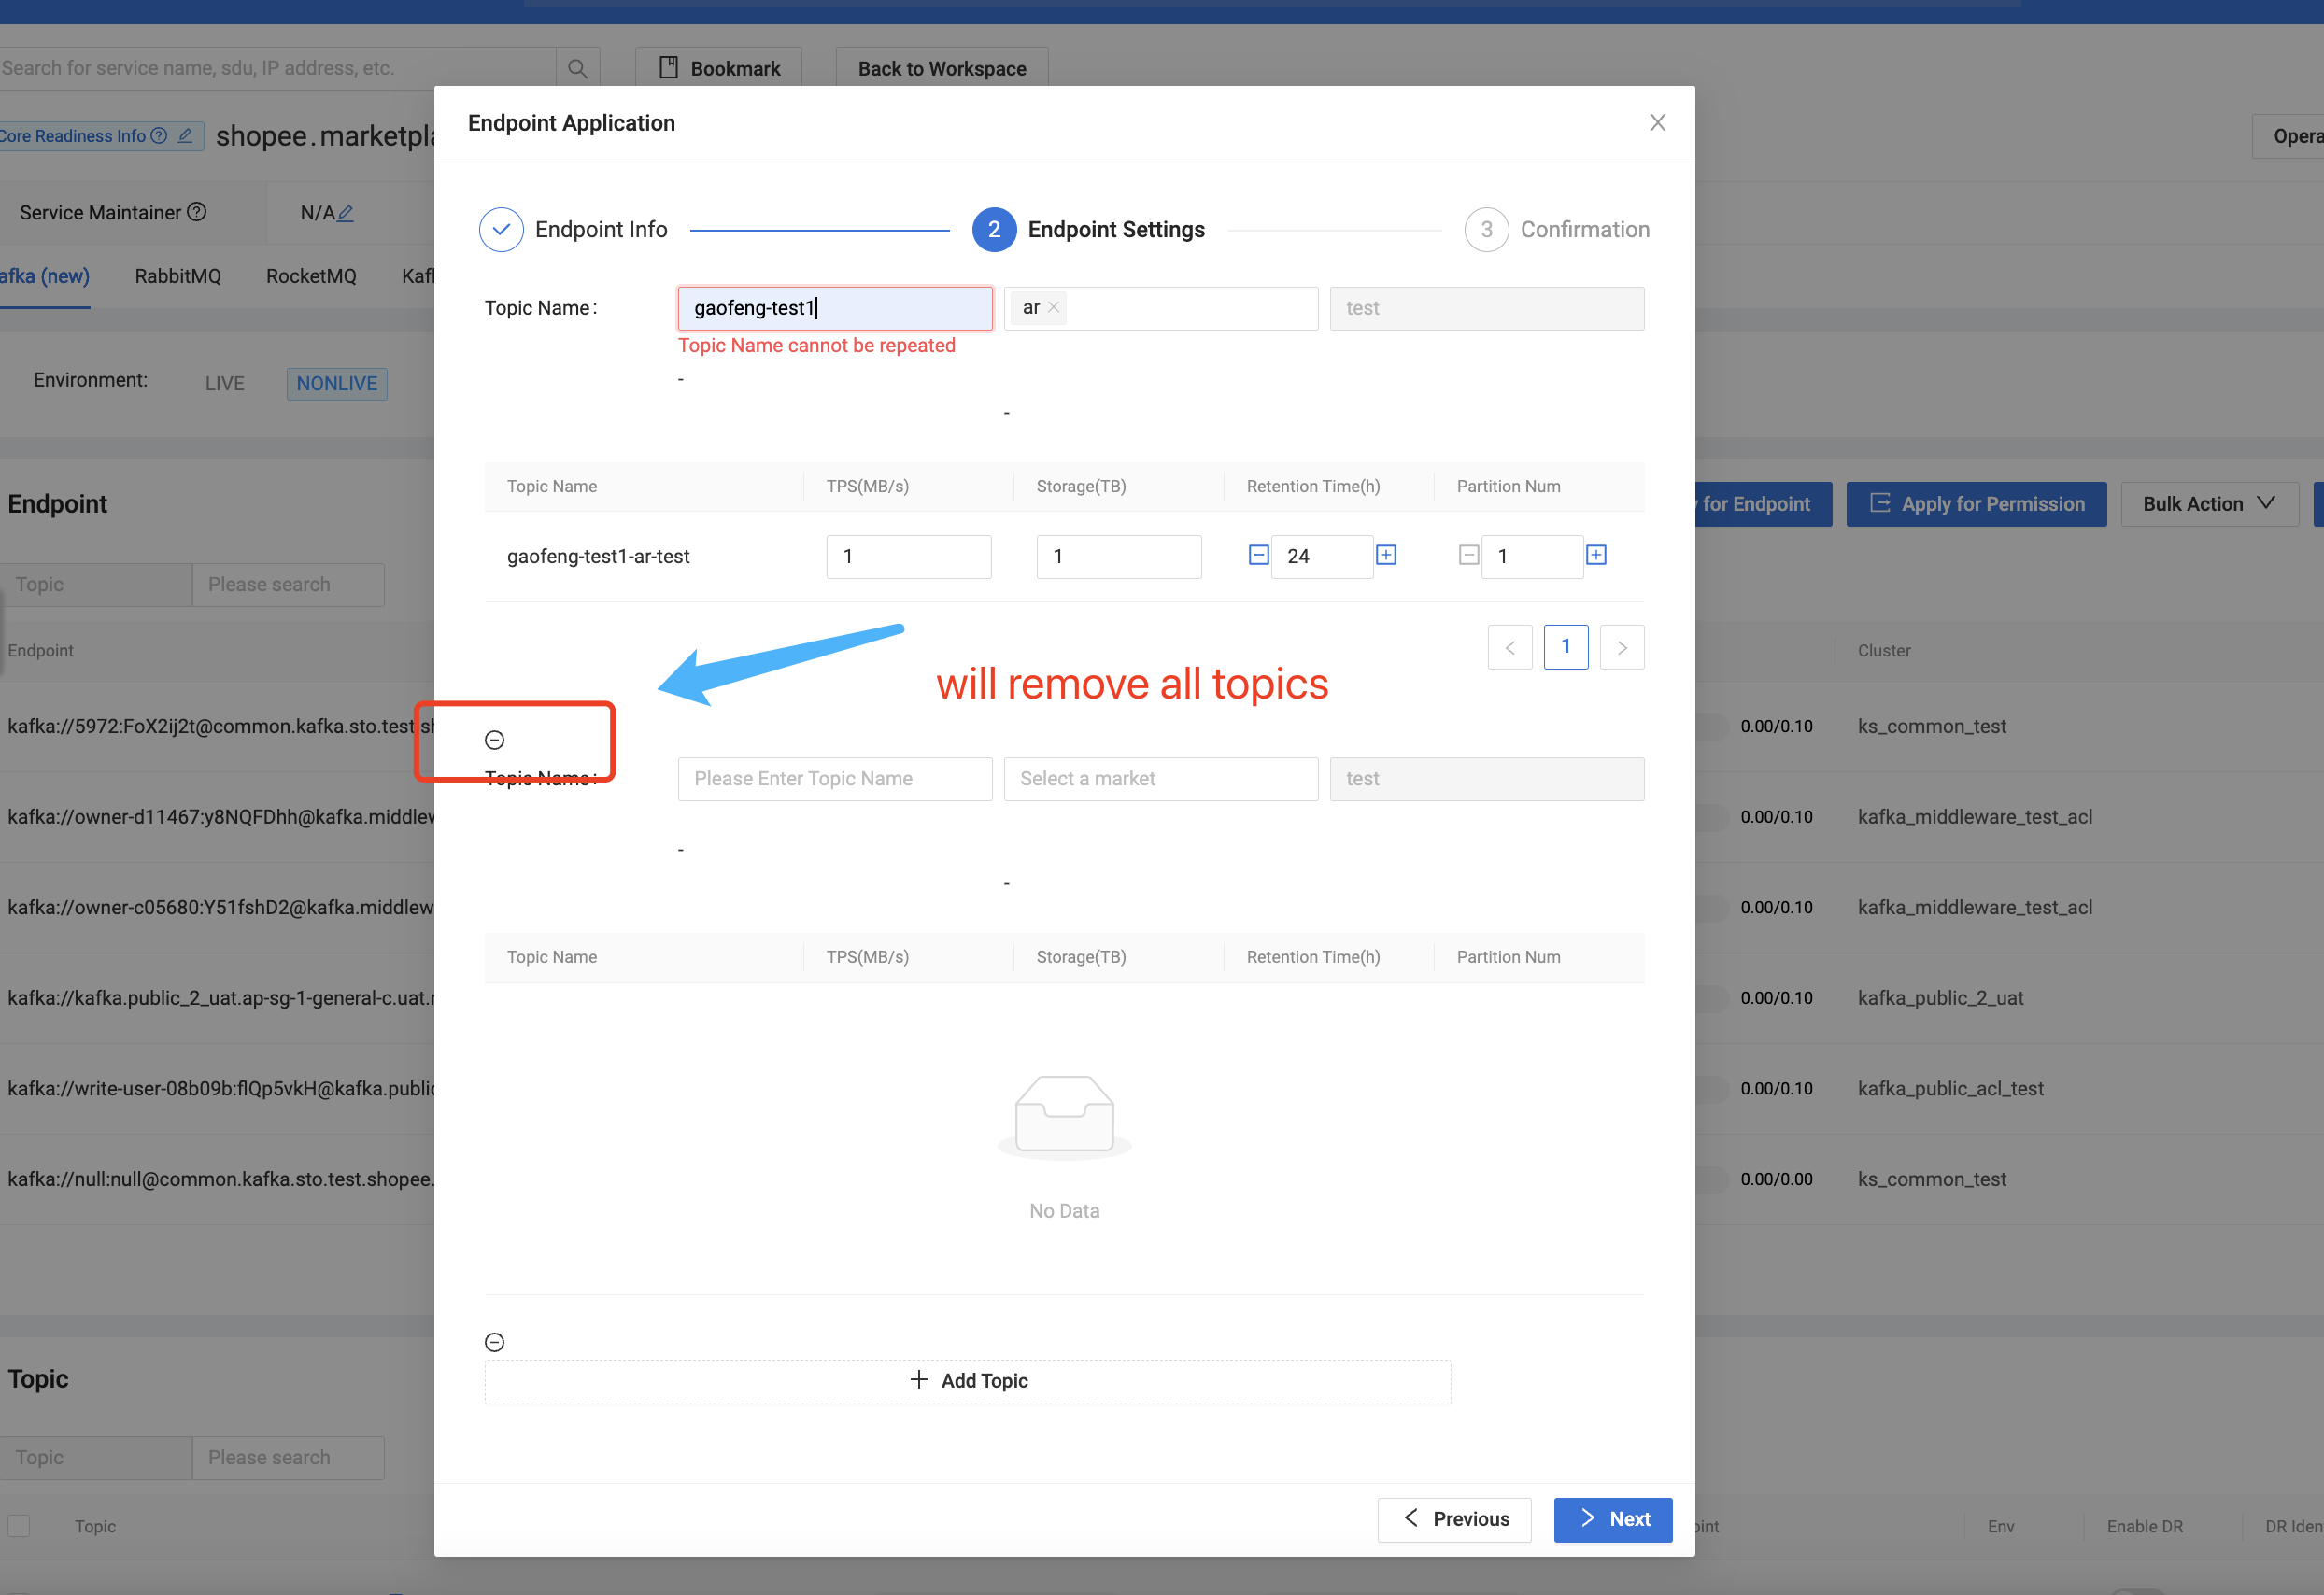 Search for service name, sdu, IP address, etc.
Bookmark
Back to Workspace
Core Readiness Info
shopee.marketpla
Opera
Service Maintainer
N/A
afka (new)
RabbitMQ
RocketMQ
Kafk
Environment:
LIVE
NONLIVE
Endpoint
for Endpoint
Apply for Permission
Bulk Action
Topic
Please search
Endpoint
Cluster
kafka://5972:FoX2ij2t@common.kafka.sto.test.sh
0.00/0.10
ks_common_test
kafka://owner-d11467:y8NQFDhh@kafka.middlew
0.00/0.10
kafka_middleware_test_acl
kafka://owner-c05680:Y51fshD2@kafka.middlew
0.00/0.10
kafka_middleware_test_acl
kafka://kafka.public_2_uat.ap-sg-1-general-c.uat.r
0.00/0.10
kafka_public_2_uat
kafka://write-user-08b09b:flQp5vkH@kafka.public
0.00/0.10
kafka_public_acl_test
kafka://null:null@common.kafka.sto.test.shopee.
0.00/0.00
ks_common_test
Topic
Topic
Please search
Topic
oint
Env
Enable DR
DR Iden
Endpoint Application
Endpoint Info
2
Endpoint Settings
3
Confirmation
Topic Name:
gaofeng-test1
ar
test
Topic Name cannot be repeated
-
-
Topic Name
TPS(MB/s)
Storage(TB)
Retention Time(h)
Partition Num
gaofeng-test1-ar-test
1
1
24
1
1
will remove all topics
Topic Name:
Please Enter Topic Name
Select a market
test
-
-
Topic Name
TPS(MB/s)
Storage(TB)
Retention Time(h)
Partition Num
No Data
Add Topic
Previous
Next